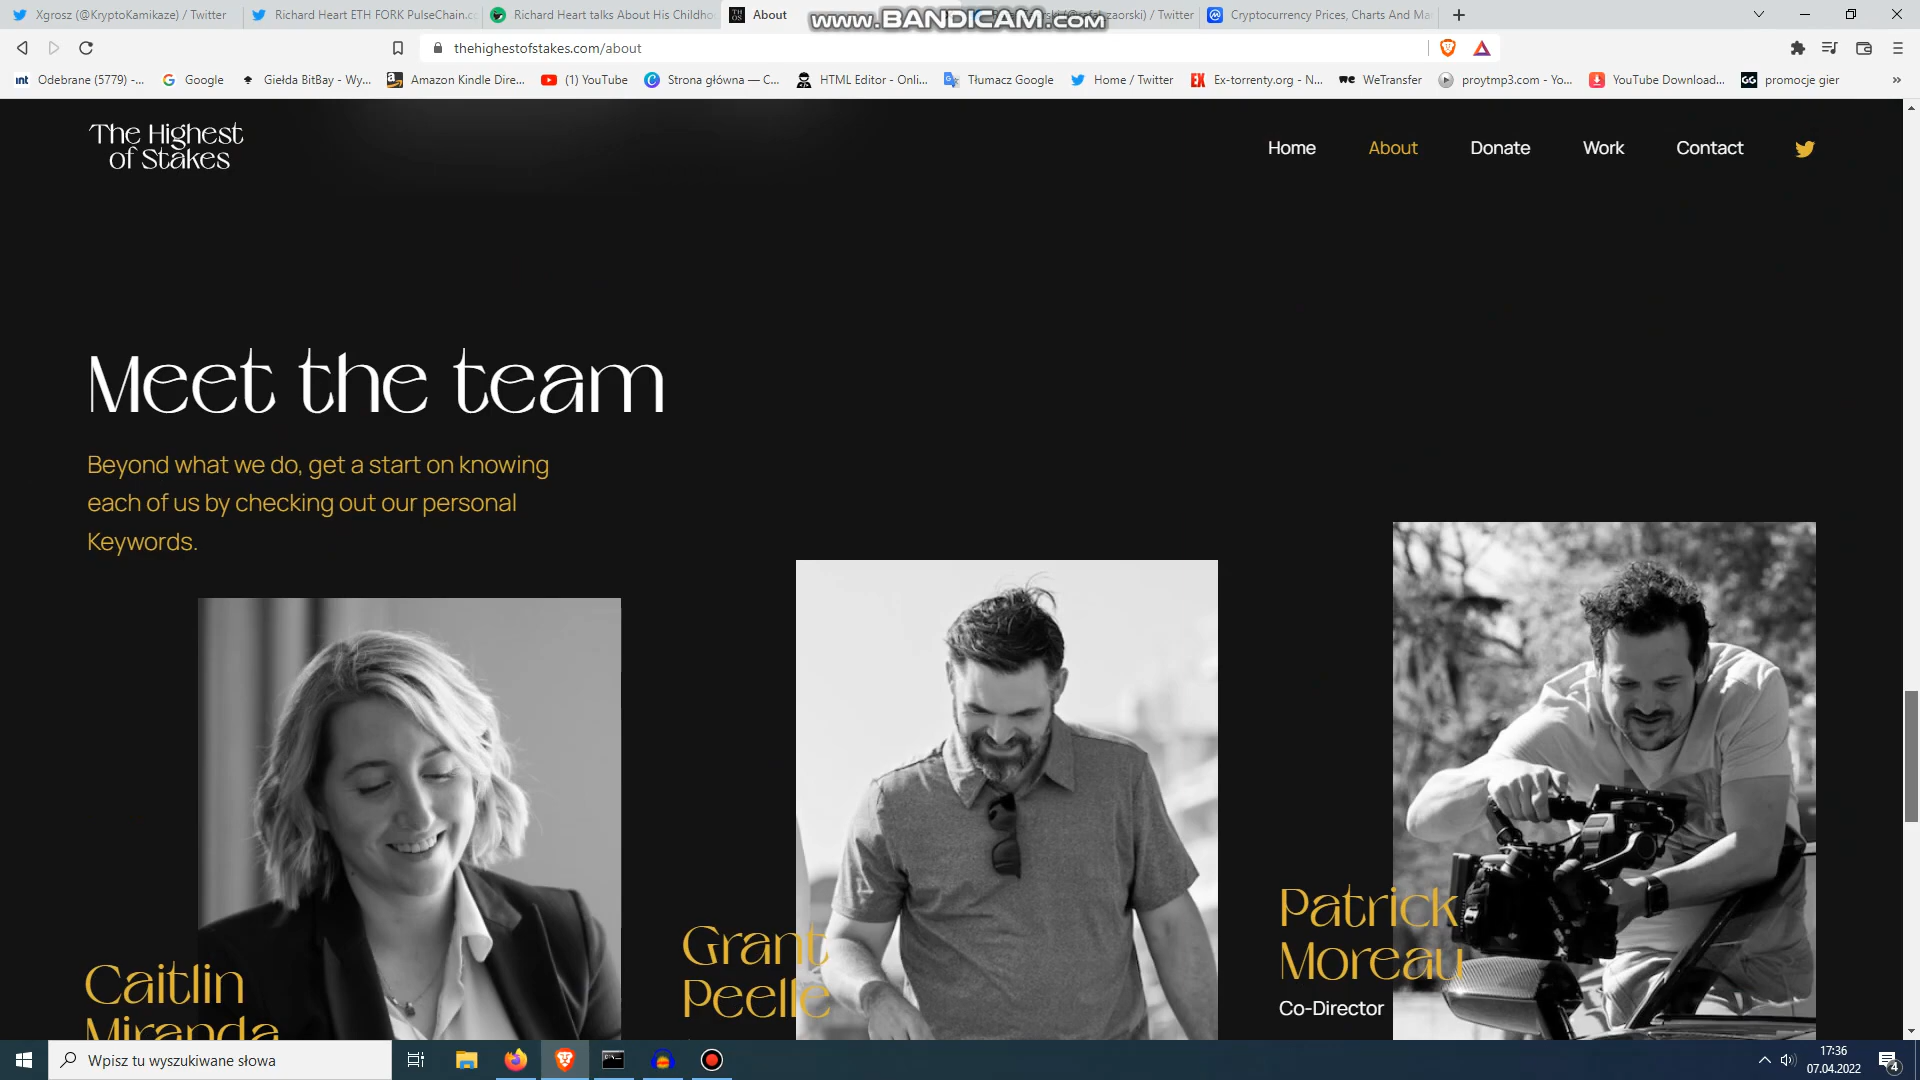 Xgrosz (@KryptoKamikaze) / Twitter
Richard Heart ETH FORK PulseChain.c
Richard Heart talks About His Childho
About
www.BANDICAM.com
/ Twitter
Cryptocurrency Prices, Charts And Ma
thehighestofstakes.com/about
int Odebrane (5779) -...
Google
Giełda BitBay - Wy...
Amazon Kindle Dire...
(1) YouTube
Strona główna — C...
HTML Editor - Onli...
Tłumacz Google
Home / Twitter
EX Ex-torrenty.org - N...
we WeTransfer
proytmp3.com - Yo...
YouTube Download...
GG promocje gier
The Highest
of Stakes
Home
About
Donate
Work
Contact
Meet the team
Beyond what we do, get a start on knowing
each of us by checking out our personal
Keywords.
Caitlin
Miranda
Grant
Peelle
Patrick
Moreau
Co-Director
Wpisz tu wyszukiwane słowa
17:36
07.04.2022
4